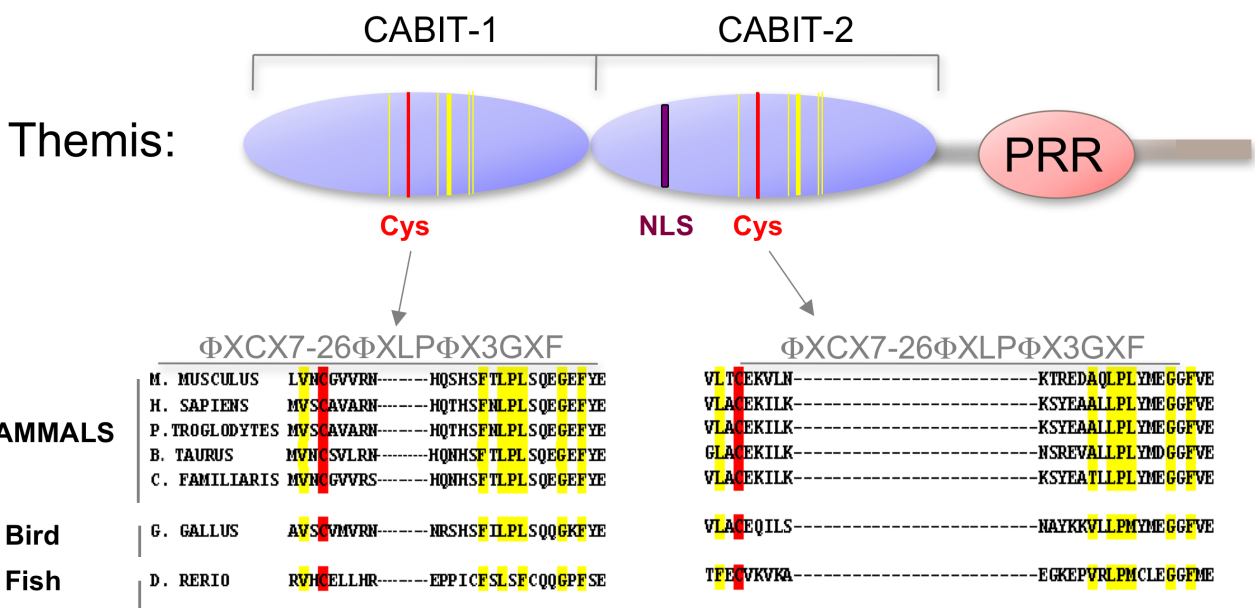 CABIT-1 CABIT-2
Themis: PRR
Cys NLS Cys
ΦXCX7-26ΦXLPΦX3GXF ΦXCX7-26ΦXLPΦX3GXF
M. MUSCULUS LVNCGVVRN-------HQSHSFTLPLSQEGEFYE VLTCEKVLN-----------------------------KTREDAQLPLYMEGGFVE
H. SAPIENS MVSCAVARN-------HQTHSFNLPLSQEGEFYE VLACEKILK-----------------------------KSYEAALLPLYMEGGFVE
AMMALS P.TROGLODYTES MVSCAVARN-------HQTHSFNLPLSQEGEFYE VLACEKILK-----------------------------KSYEAALLPLYMEGGFVE
B. TAURUS MVNCSVLRN-------HQNHSFTLPLSQEGEFYE GLACEKILK-----------------------------NSREVALLPLYMDGGFVE
C. FAMILIARIS MVNCGVVRS-------HQNHSFTLPLSQEGEFYE VLACEKILK-----------------------------KSYEATLLPLYMEGGFVE
Bird G. GALLUS AVSCVMVRN-------NRSHSFILPLSQQGKFYE VLACEQILS-----------------------------NAYKKVLLPMYMEGGFVE
Fish D. RERIO RVHCELLHR-------EPPICFSLSFCQQGPFSE TFECVKVKA-----------------------------EGKEPVRLPMCLEGGFME